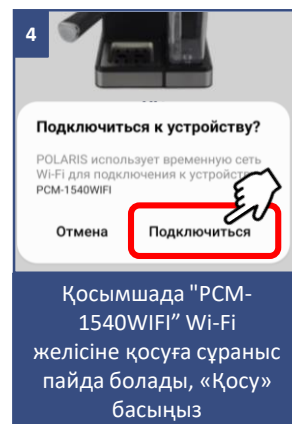 4
Подключиться к устройству?
POLARIS использует временную сеть
Wi-Fi для подключения к устройств
PCM-1540WIFI
Отмена Подключиться
Қосымшада "PCM-
1540WIFI” Wi-Fi
желісіне қосуға сұраныс
пайда болады, «Қосу»
басыңыз